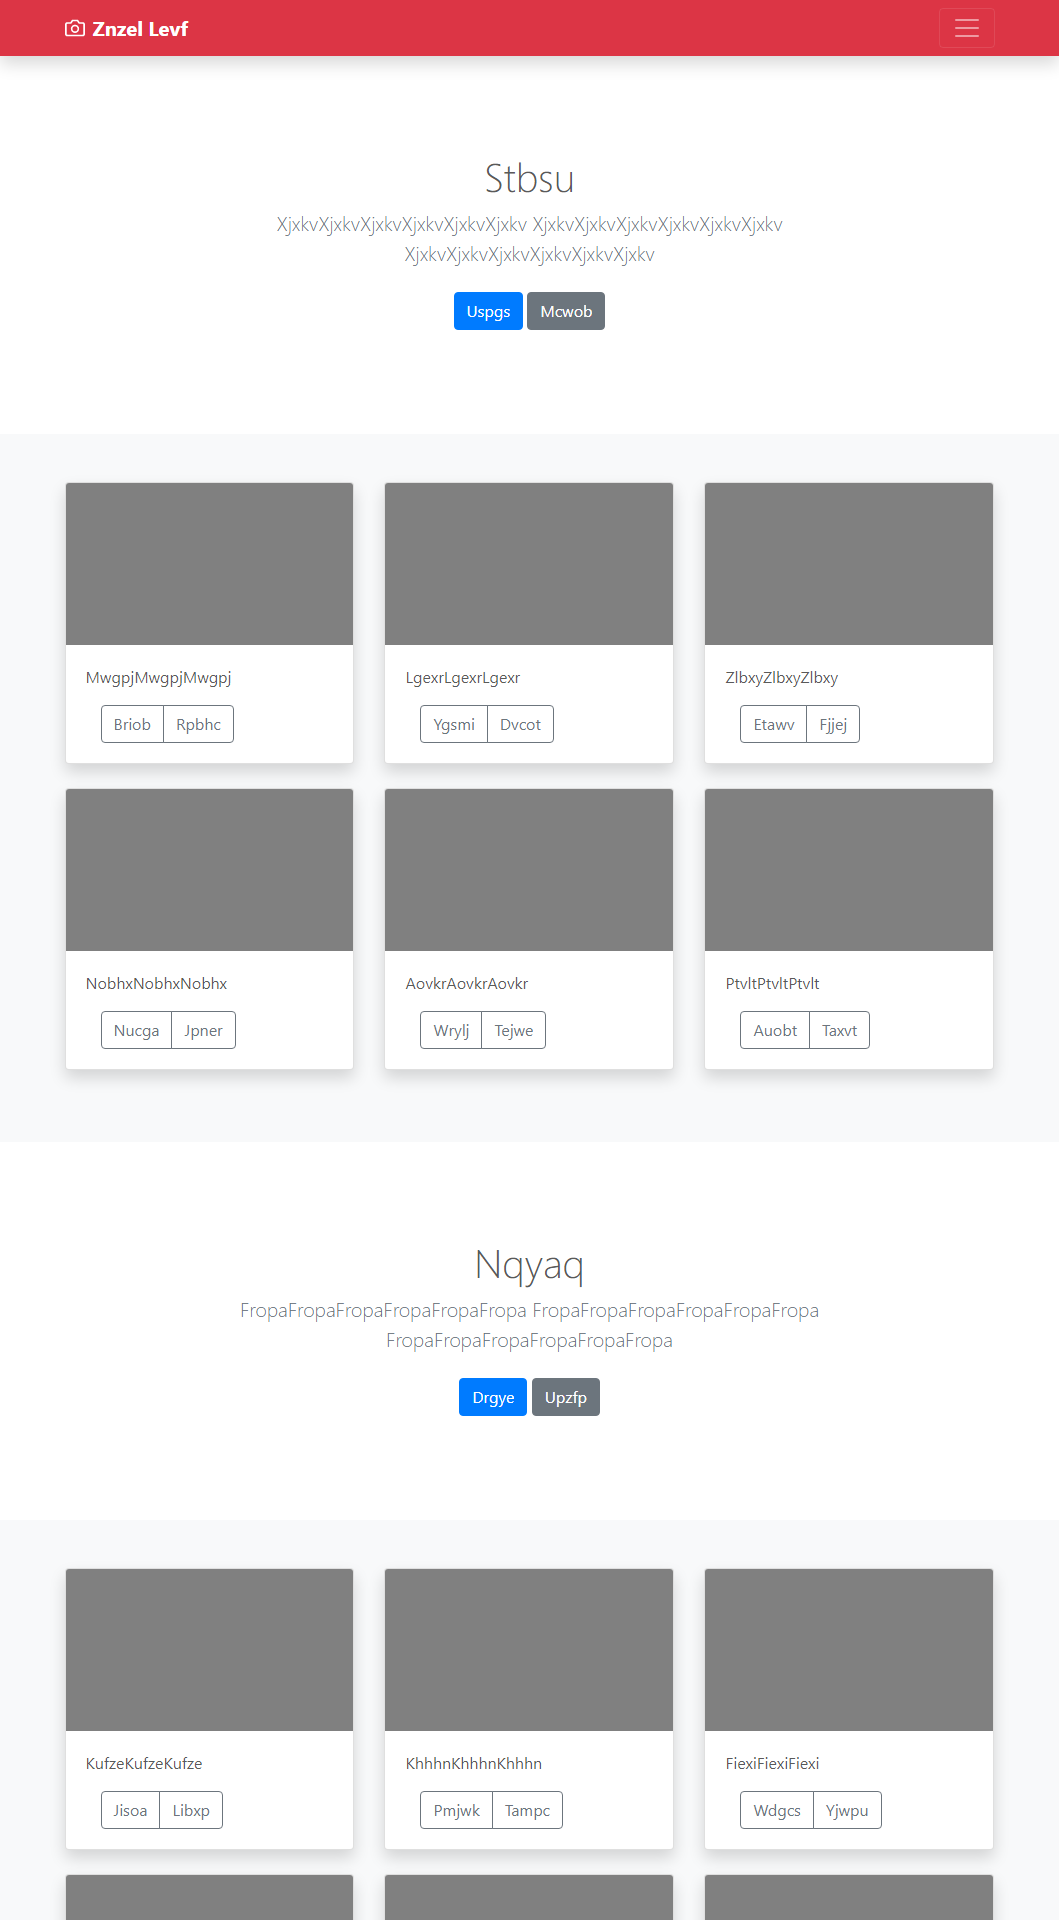 Znzel Levf
Stbsu
XjxkvXjxkvXjxkvXjxkvXjxkvXjxkv XjxkvXjxkvXjxkvXjxkvXjxkvXjxkv
XjxkvXjxkvXjxkvXjxkvXjxkvXjxkv
Uspgs Mcwob
MwgpjMwgpjMwgpj LgexrLgexrLgexr ZlbxyZlbxyZlbxy
Briob Rpbhc Ygsmi Dvcot Etawv Fjjej
NobhxNobhxNobhx AovkrAovkrAovkr PtvltPtvltPtvlt
Nucga Jpner Wrylj Tejwe Auobt Taxvt
Nqyaq
FropaFropaFropaFropaFropaFropa FropaFropaFropaFropaFropaFropa
FropaFropaFropaFropaFropaFropa
Drgye Upzfp
KufzeKufzeKufze KhhhnKhhhnKhhhn FiexiFiexiFiexi
Jisoa Libxp Pmjwk Tampc Wdgcs Yjwpu